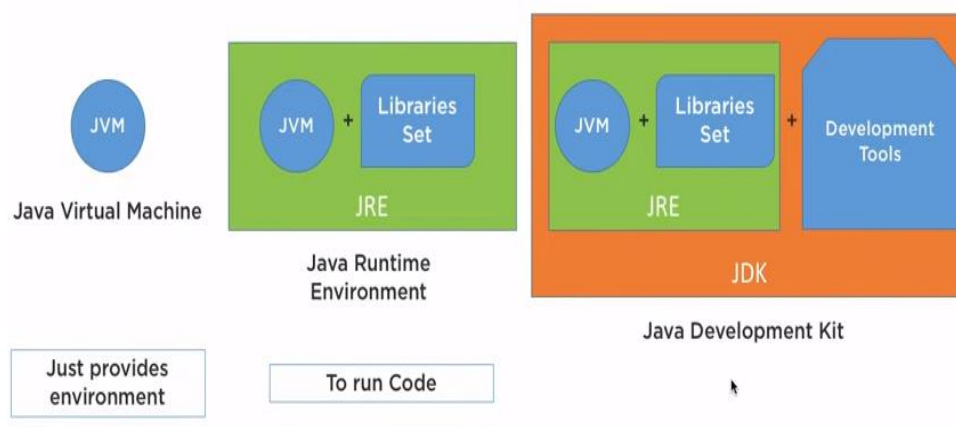 JVM
Java Virtual Machine
JVM
+
Libraries
Set
JRE
Java Runtime
Environment
JVM
+
Libraries
Set
JRE
+
Development
Tools
JDK
Java Development Kit
Just provides
environment
To run Code